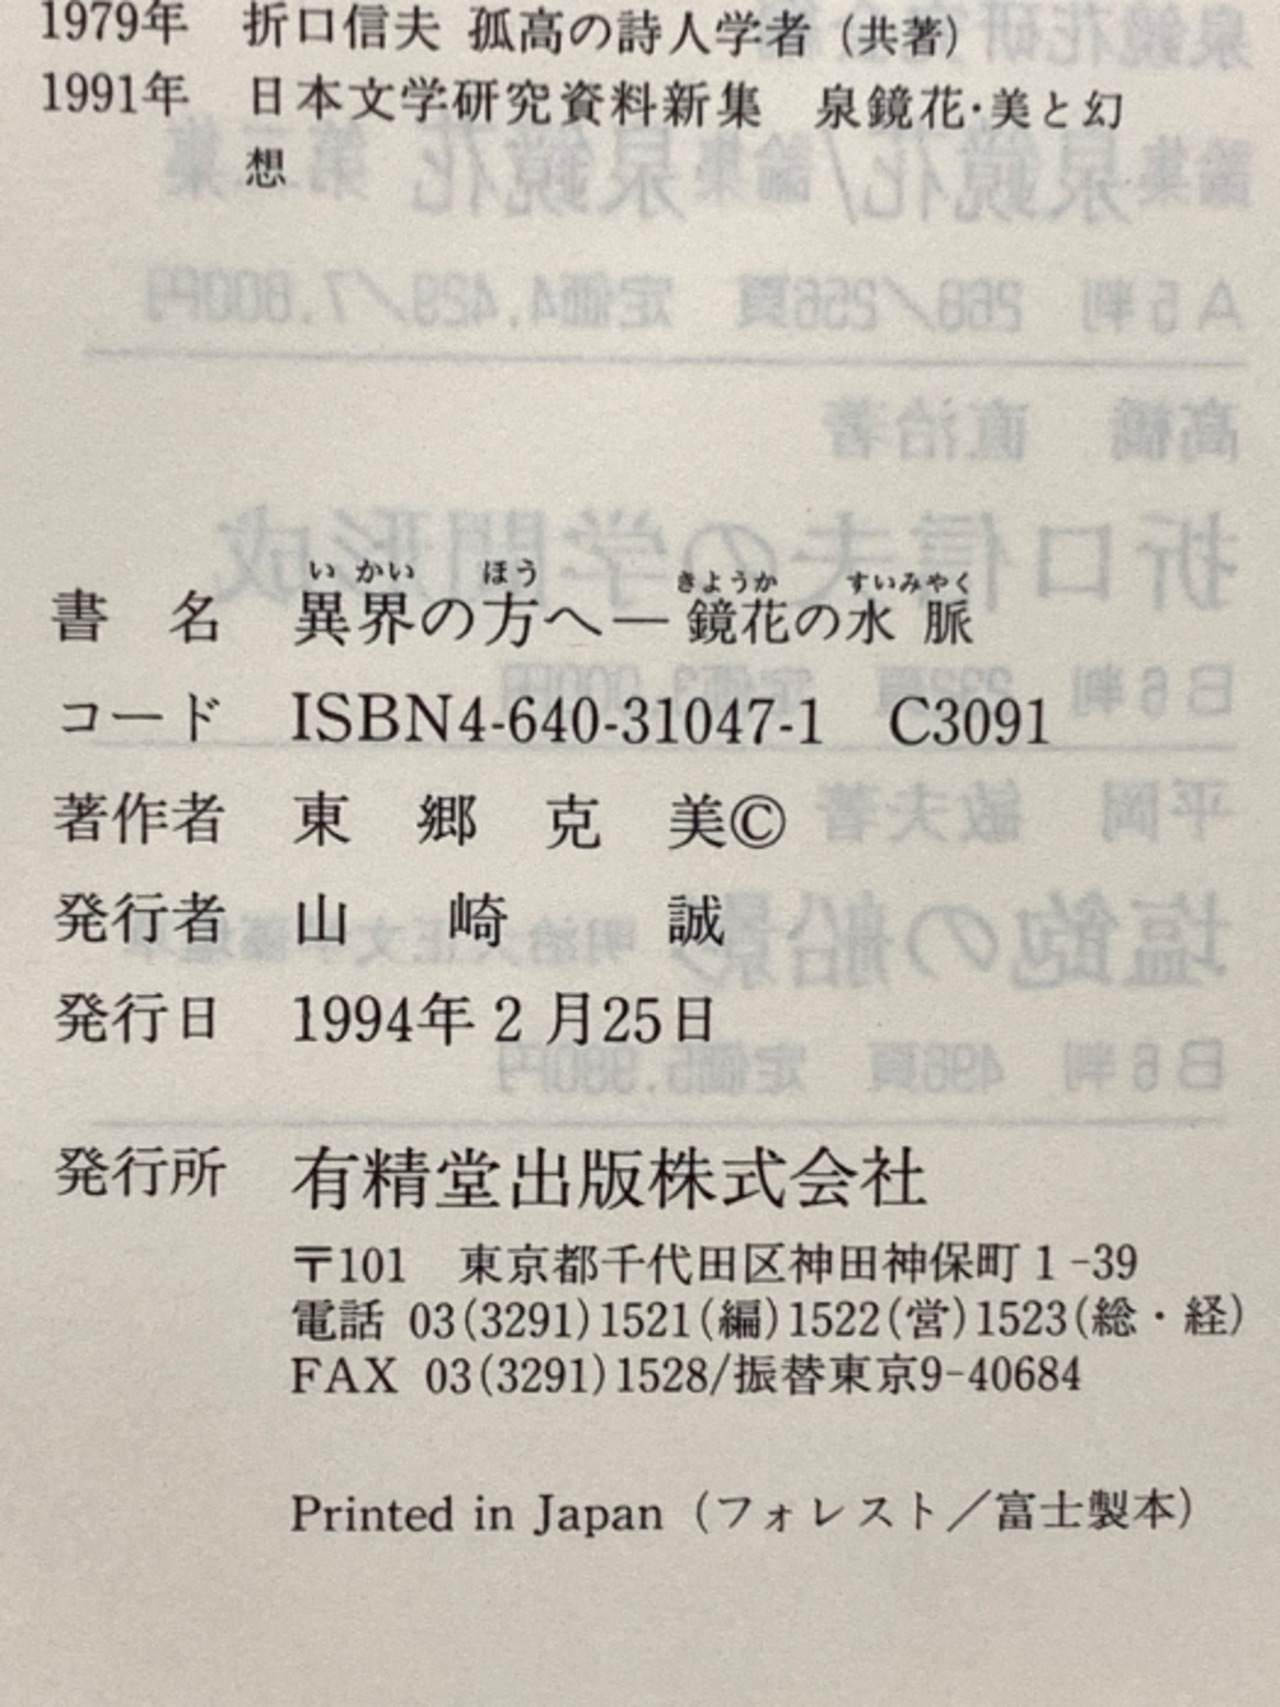 1979年 折口信夫 孤高の詩人学者（共著）
1991年 日本文学研究資料新集 泉鏡花・美と幻
想
いかい ほう きようか すいみやく
書名 異界の方へ―鏡花の水脈
コード ISBN4-640-31047-1 C3091
著作者 東郷克美©
発行者 山崎誠
発行日 1994年2月25日
発行所 有精堂出版株式会社
〒101 東京都千代田区神田神保町1-39
電話 03(3291)1521(編)1522(営)1523(総・経)
FAX 03(3291)1528/振替東京9-40684
Printed in Japan（フォレスト／富士製本）